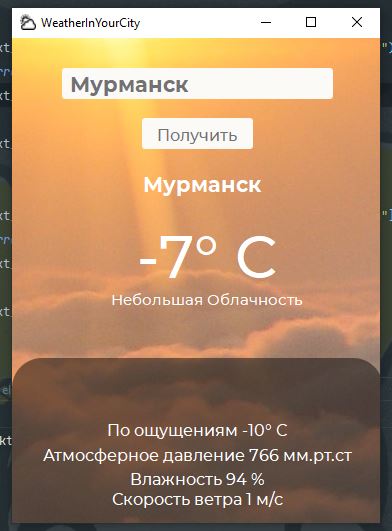 WeatherInYourCity
Мурманск
Получить
Мурманск
-7° C
Небольшая Облачность
По ощущениям -10° C
Атмосферное давление 766 мм.рт.ст
Влажность 94 %
Скорость ветра 1 м/с